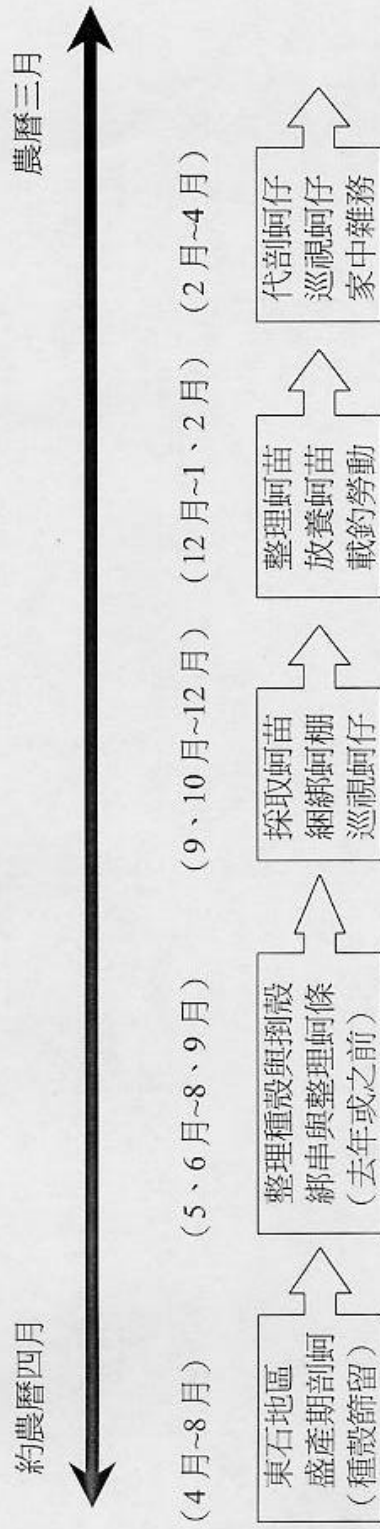 約農曆四月
農曆三月
(4月~8月)
(5、6月~8、9月)
(9、10月~12月)
(12月~1、2月)
(2月~4月)
東石地區
盛產期剖蚵
(種殼篩留)
整理種殼與捯殼
綁串與整理蚵條
(去年或之前)
採取蚵苗
綑綁蚵棚
巡視蚵仔
整理蚵苗
放養蚵苗
載鈞勞動
代剖蚵仔
巡視蚵仔
家中雜務